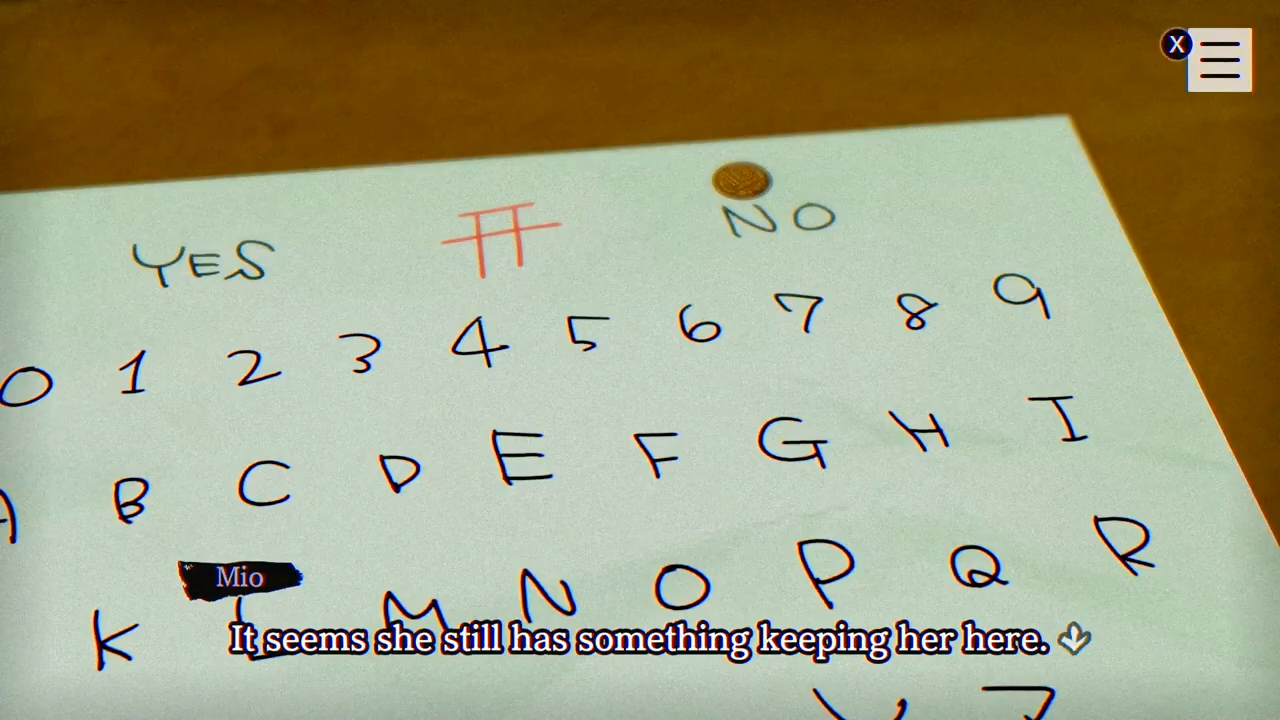 X
YES NO
0 1 2 3 4 5 6 7 8 9
A B C D E F G H I
K L M N O P Q R
Mio
It seems she still has something keeping her here.